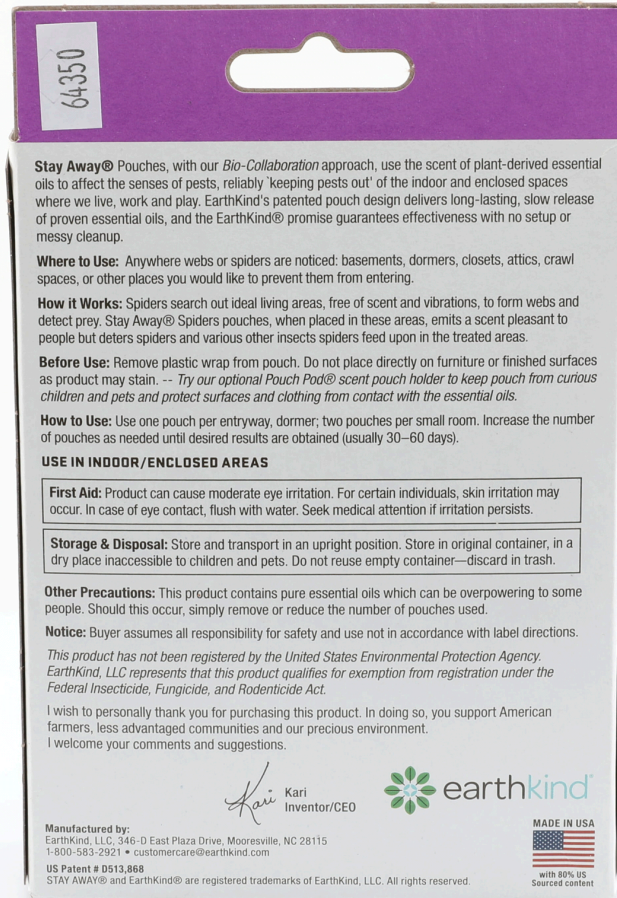 64350
Stay Away® Pouches, with our Bio-Collaboration approach, use the scent of plant-derived essential
oils to affect the senses of pests, reliably `keeping pests out' of the indoor and enclosed spaces
where we live, work and play. EarthKind's patented pouch design delivers long-lasting, slow release
of proven essential oils, and the EarthKind® promise guarantees effectiveness with no setup or
messy cleanup.
Where to Use: Anywhere webs or spiders are noticed: basements, dormers, closets, attics, crawl
spaces, or other places you would like to prevent them from entering.
How it Works: Spiders search out ideal living areas, free of scent and vibrations, to form webs and
detect prey. Stay Away® Spiders pouches, when placed in these areas, emits a scent pleasant to
people but deters spiders and various other insects spiders feed upon in the treated areas.
Before Use: Remove plastic wrap from pouch. Do not place directly on furniture or finished surfaces
as product may stain. -- Try our optional Pouch Pod® scent pouch holder to keep pouch from curious
children and pets and protect surfaces and clothing from contact with the essential oils.
How to Use: Use one pouch per entryway, dormer; two pouches per small room. Increase the number
of pouches as needed until desired results are obtained (usually 30–60 days).
USE IN INDOOR/ENCLOSED AREAS
First Aid: Product can cause moderate eye irritation. For certain individuals, skin irritation may
occur. In case of eye contact, flush with water. Seek medical attention if irritation persists.
Storage & Disposal: Store and transport in an upright position. Store in original container, in a
dry place inaccessible to children and pets. Do not reuse empty container—discard in trash.
Other Precautions: This product contains pure essential oils which can be overpowering to some
people. Should this occur, simply remove or reduce the number of pouches used.
Notice: Buyer assumes all responsibility for safety and use not in accordance with label directions.
This product has not been registered by the United States Environmental Protection Agency.
EarthKind, LLC represents that this product qualifies for exemption from registration under the
Federal Insecticide, Fungicide, and Rodenticide Act.
I wish to personally thank you for purchasing this product. In doing so, you support American
farmers, less advantaged communities and our precious environment.
I welcome your comments and suggestions.
Kari
Kari
Inventor/CEO
earthkind®
Manufactured by:
EarthKind, LLC, 346-D East Plaza Drive, Mooresville, NC 28115
1-800-583-2921 • customercare@earthkind.com
US Patent # D513,868
STAY AWAY® and EarthKind® are registered trademarks of EarthKind, LLC. All rights reserved.
MADE IN USA
with 80% US
Sourced content